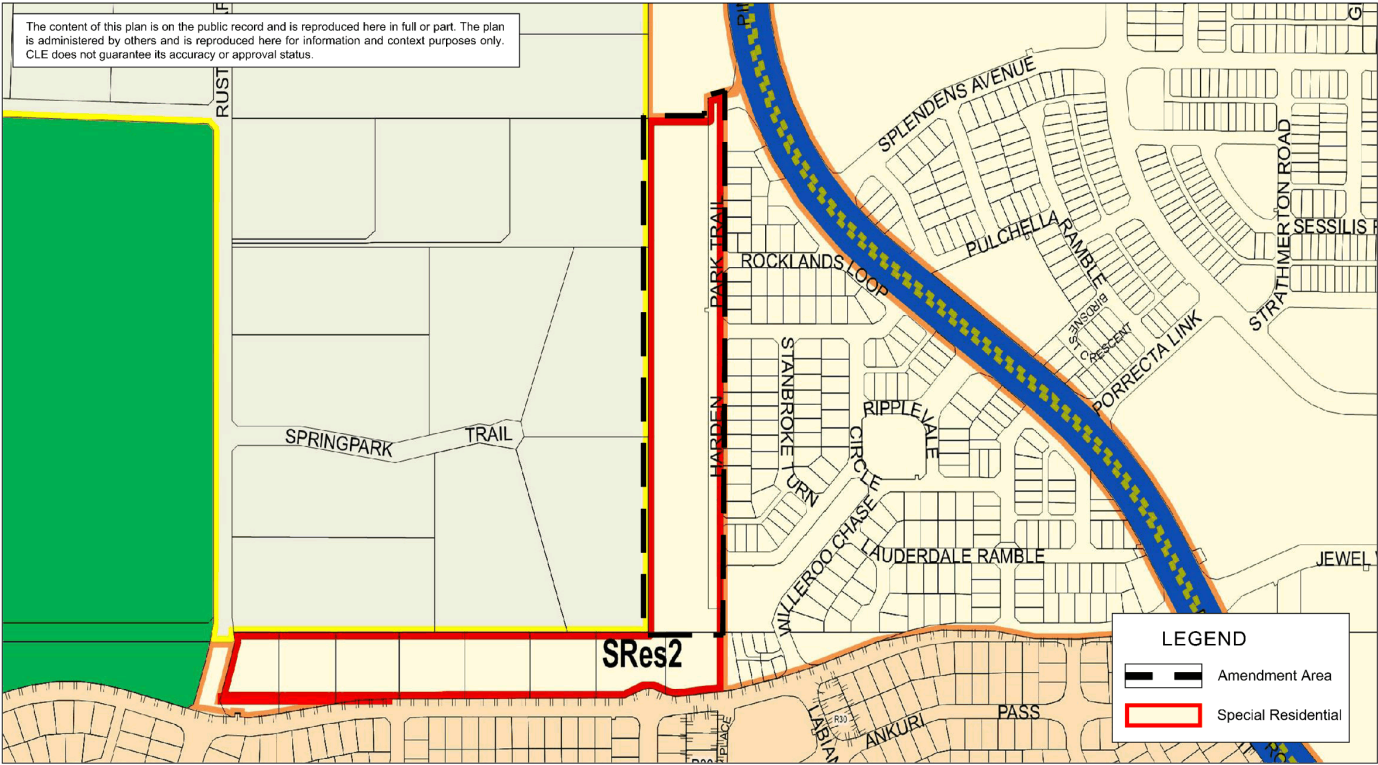 The content of this plan is on the public record and is reproduced here in full or part. The plan
is administered by others and is reproduced here for information and context purposes only.
CLE does not guarantee its accuracy or approval status.
SPLENDENS AVENUE
STRATHMERTON ROAD
PULCHELLA RAMBLE
SESSILIS
ROCKLANDS LOOP
PARK TRAIL
BIRDSNEST CRESCENT
PORRECTA LINK
STANBROKE TURN
RIPPLEVALE
CIRCLE
HARDEN
SPRINGPARK
TRAIL
WILLEROO CHASE
LAUDERDALE RAMBLE
JEWEL
SRes2
LEGEND
Amendment Area
Special Residential
R30
ANKURI
PASS